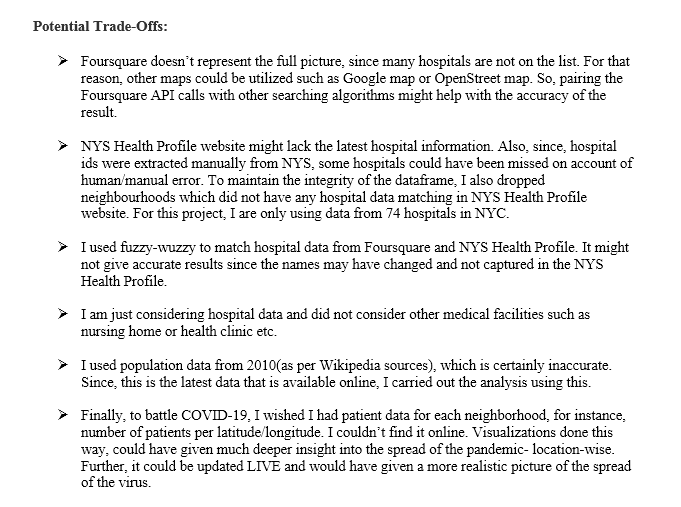 Potential Trade-Offs:
➢ Foursquare doesn't represent the full picture, since many hospitals are not on the list. For that
reason, other maps could be utilized such as Google map or OpenStreet map. So, pairing the
Foursquare API calls with other searching algorithms might help with the accuracy of the
result.
➢ NYS Health Profile website might lack the latest hospital information. Also, since, hospital
ids were extracted manually from NYS, some hospitals could have been missed on account of
human/manual error. To maintain the integrity of the dataframe, I also dropped
neighbourhoods which did not have any hospital data matching in NYS Health Profile
website. For this project, I are only using data from 74 hospitals in NYC.
➢ I used fuzzy-wuzzy to match hospital data from Foursquare and NYS Health Profile. It might
not give accurate results since the names may have changed and not captured in the NYS
Health Profile.
➢ I am just considering hospital data and did not consider other medical facilities such as
nursing home or health clinic etc.
➢ I used population data from 2010(as per Wikipedia sources), which is certainly inaccurate.
Since, this is the latest data that is available online, I carried out the analysis using this.
➢ Finally, to battle COVID-19, I wished I had patient data for each neighborhood, for instance,
number of patients per latitude/longitude. I couldn't find it online. Visualizations done this
way, could have given much deeper insight into the spread of the pandemic- location-wise.
Further, it could be updated LIVE and would have given a more realistic picture of the spread
of the virus.